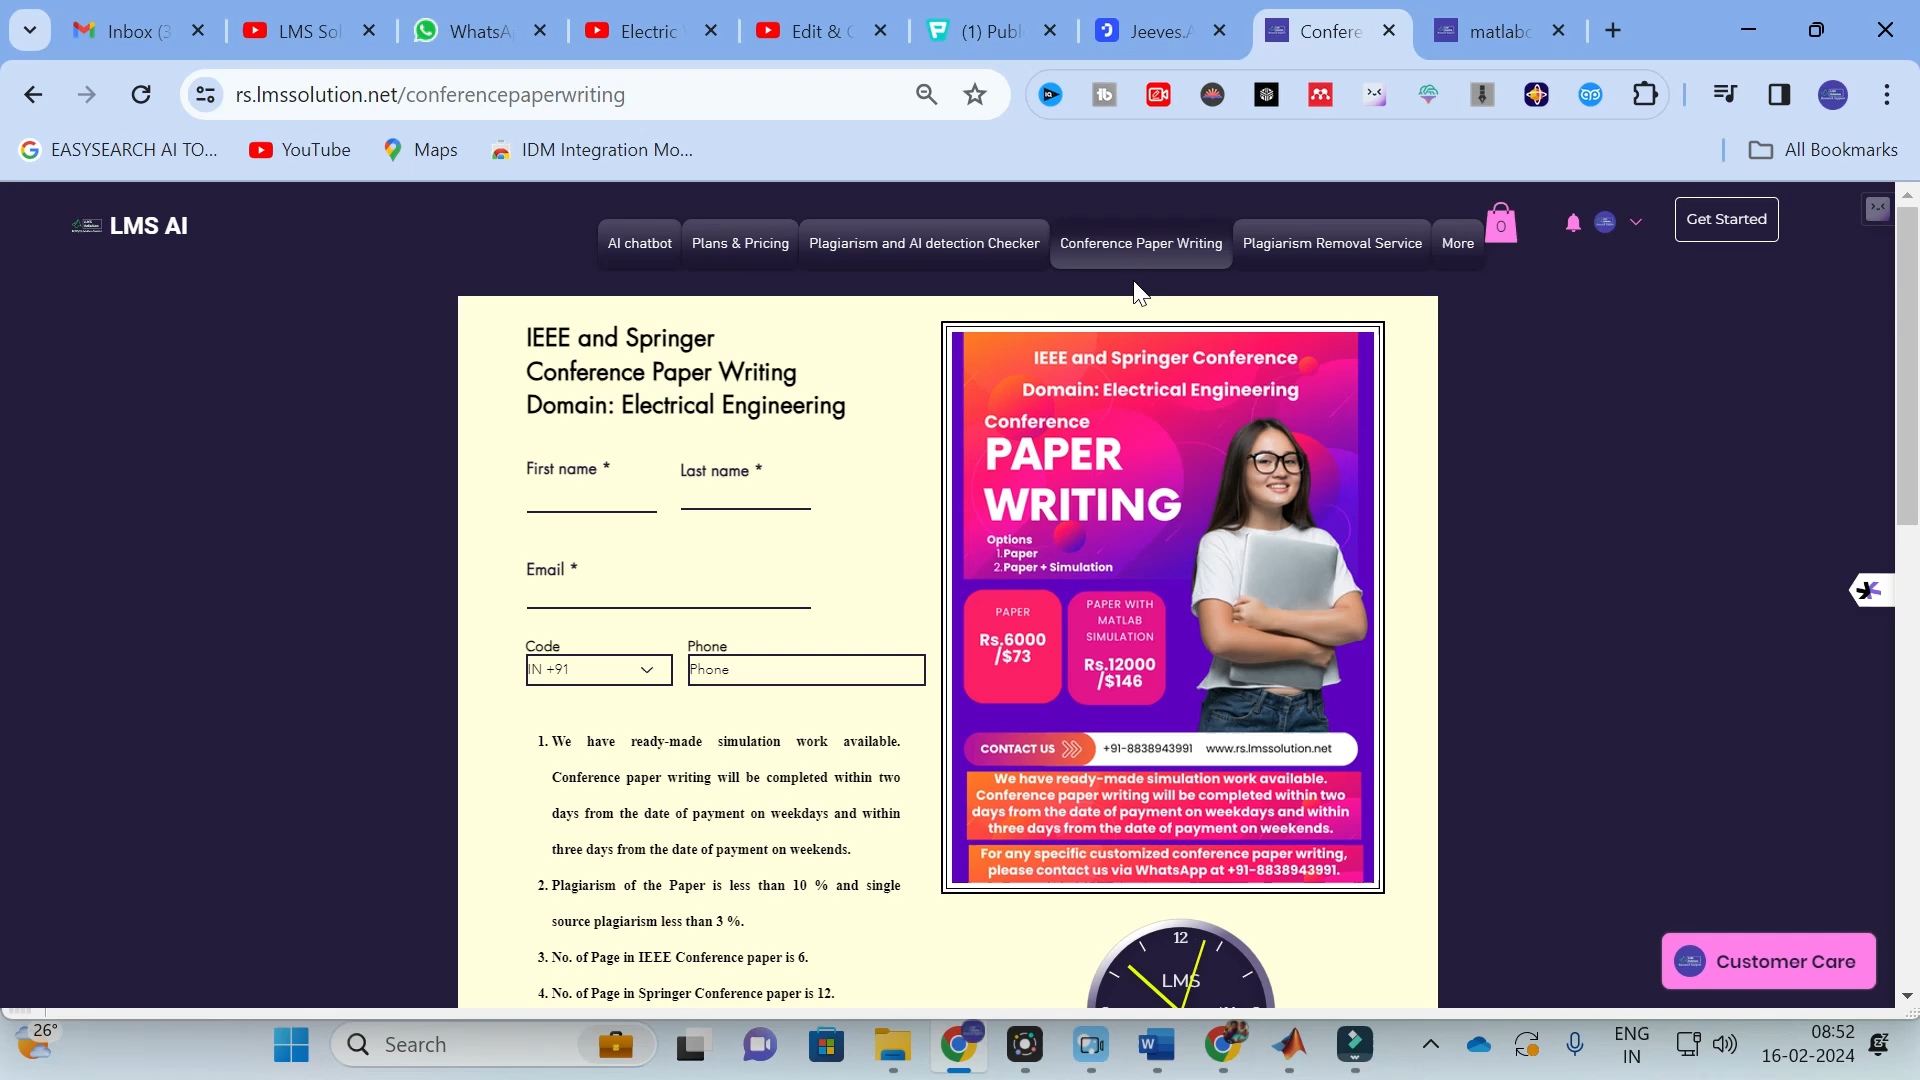 Inbox (3
LMS Sol
WhatsA
Electric
Edit & C
(1) Publ
Jeeves.A
Confere
matlab
rs.lmssolution.net/conferencepaperwriting
EASYSEARCH AI TO...
YouTube
Maps
IDM Integration Mo...
All Bookmarks
LMS AI
AI chatbot
Plans & Pricing
Plagiarism and AI detection Checker
Conference Paper Writing
Plagiarism Removal Service
More
0
Get Started
IEEE and Springer
Conference Paper Writing
Domain: Electrical Engineering
First name *
Last name *
Email *
Code
Phone
IN +91
Phone
1. We have ready-made simulation work available.
Conference paper writing will be completed within two
days from the date of payment on weekdays and within
three days from the date of payment on weekends.
2. Plagiarism of the Paper is less than 10 % and single
source plagiarism less than 3 %.
3. No. of Page in IEEE Conference paper is 6.
4. No. of Page in Springer Conference paper is 12.
IEEE and Springer Conference
Domain: Electrical Engineering
Conference
PAPER
WRITING
Options
1.Paper
2.Paper + Simulation
PAPER
Rs.6000
/$73
PAPER WITH
MATLAB
SIMULATION
Rs.12000
/$146
CONTACT US
+91-8838943991
www.rs.lmssolution.net
We have ready-made simulation work available.
Conference paper writing will be completed within two
days from the date of payment on weekdays and within
three days from the date of payment on weekends.
For any specific customized conference paper writing,
please contact us via WhatsApp at +91-8838943991.
12
LMS
Customer Care
26°
Search
ENG
IN
08:52
16-02-2024